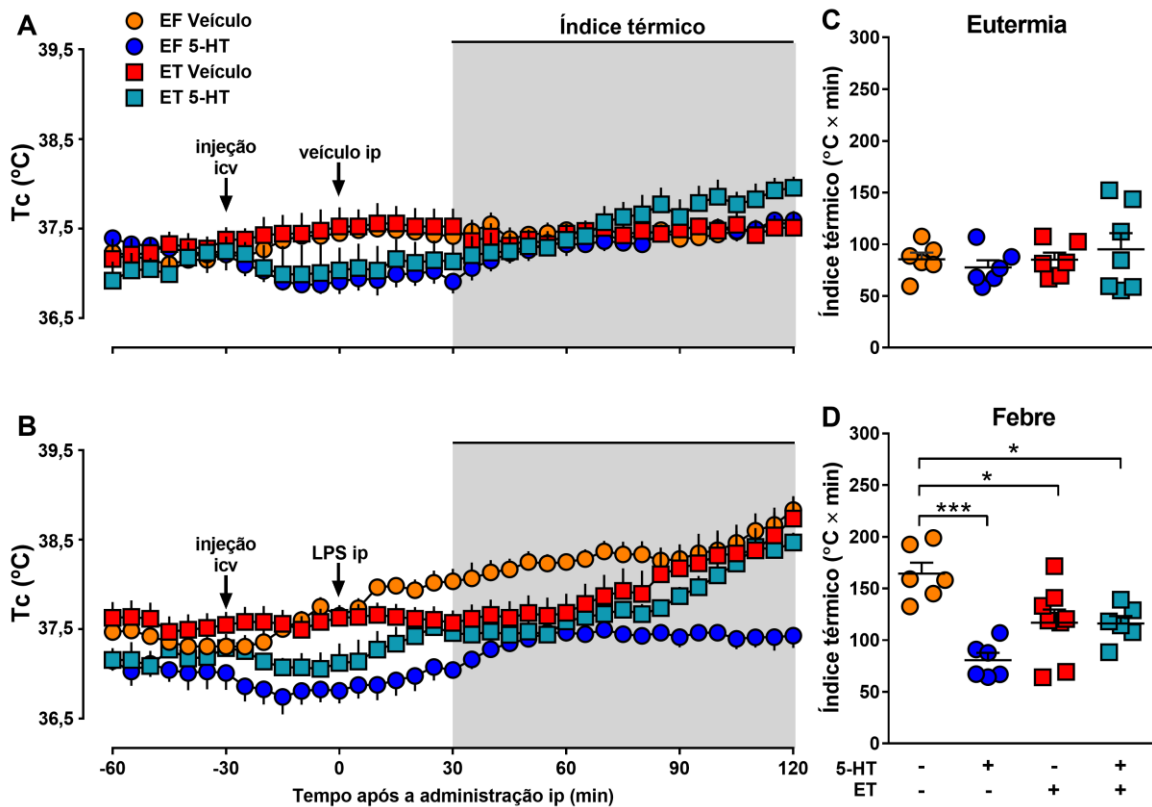 A
EF Veículo
EF 5-HT
ET Veículo
ET 5-HT
Índice térmico
39,5
38,5
37,5
36,5
Tc (ºC)
injeção
icv
veículo ip
C
Eutermia
300
250
200
150
100
50
0
Índice térmico (°C × min)
B
39,5
38,5
37,5
36,5
Tc (ºC)
injeção
icv
LPS ip
-60
-30
0
30
60
90
120
Tempo após a administração ip (min)
D
Febre
300
250
200
150
100
50
0
Índice térmico (°C × min)
*
*
***
5-HT - + - +
ET - - + +